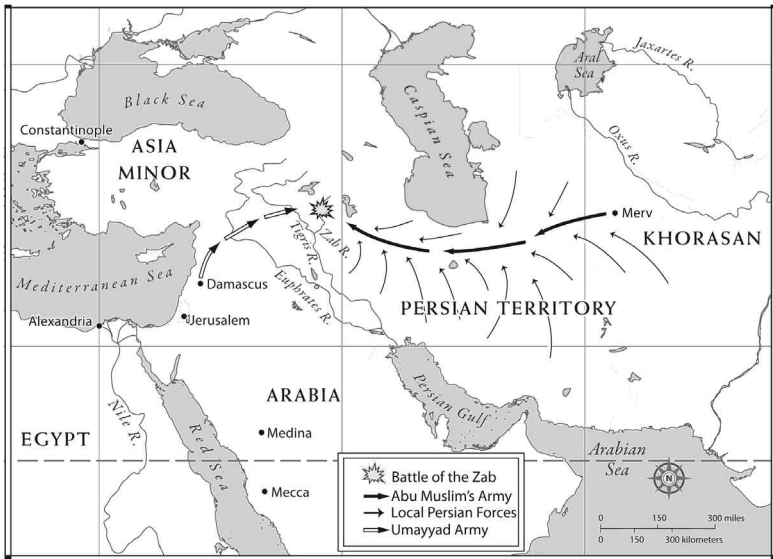 Black Sea
Constantinople
ASIA
MINOR
Caspian Sea
Aral
Sea
Jaxartes R.
Oxus R.
Merv
KHORASAN
Zab R.
Tigris R.
Euphrates R.
Mediterranean Sea
Damascus
Jerusalem
Alexandria
PERSIAN TERRITORY
ARABIA
Persian Gulf
EGYPT
Nile R.
Red Sea
Medina
Mecca
Arabian
Sea
N
Battle of the Zab
Abu Muslim's Army
Local Persian Forces
Umayyad Army
0 150 300 miles
0 150 300 kilometers